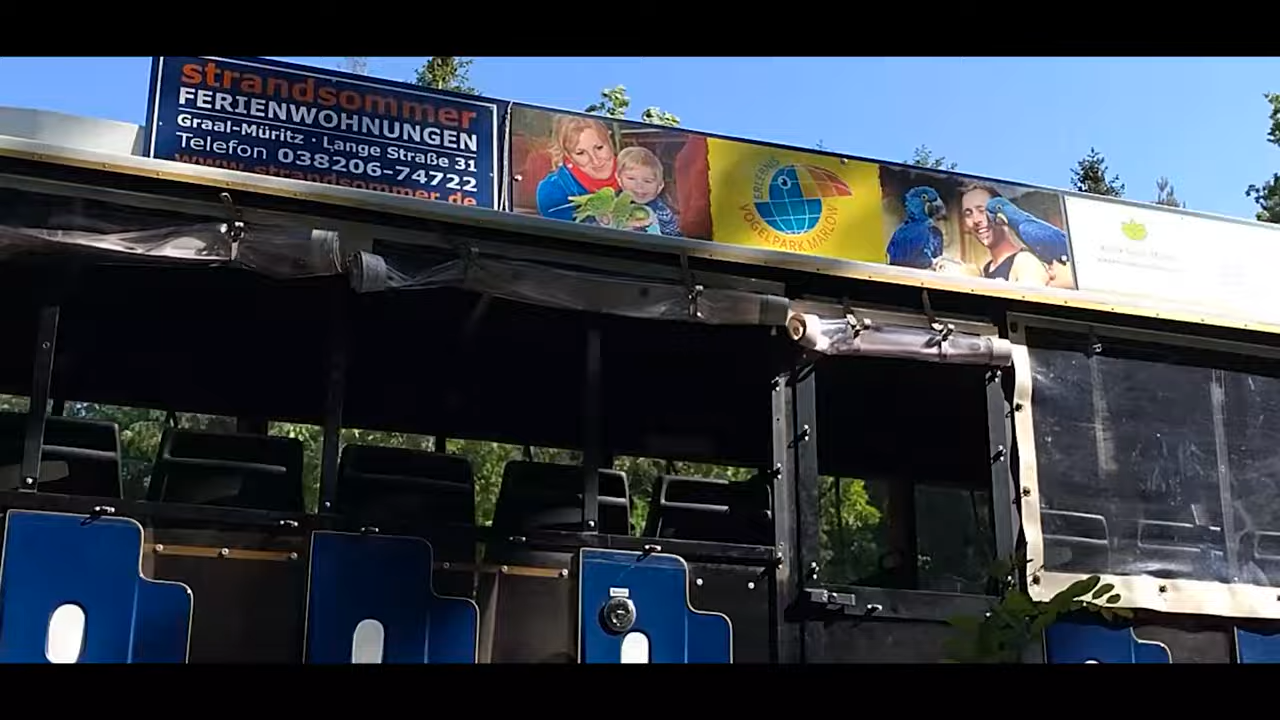 strandsommer
FERIENWOHNUNGEN
Graal-Müritz · Lange Straße 31
Telefon 038206-74722
www.strandsommer.de
ERLEBNIS
VOGELPARK MARLOW